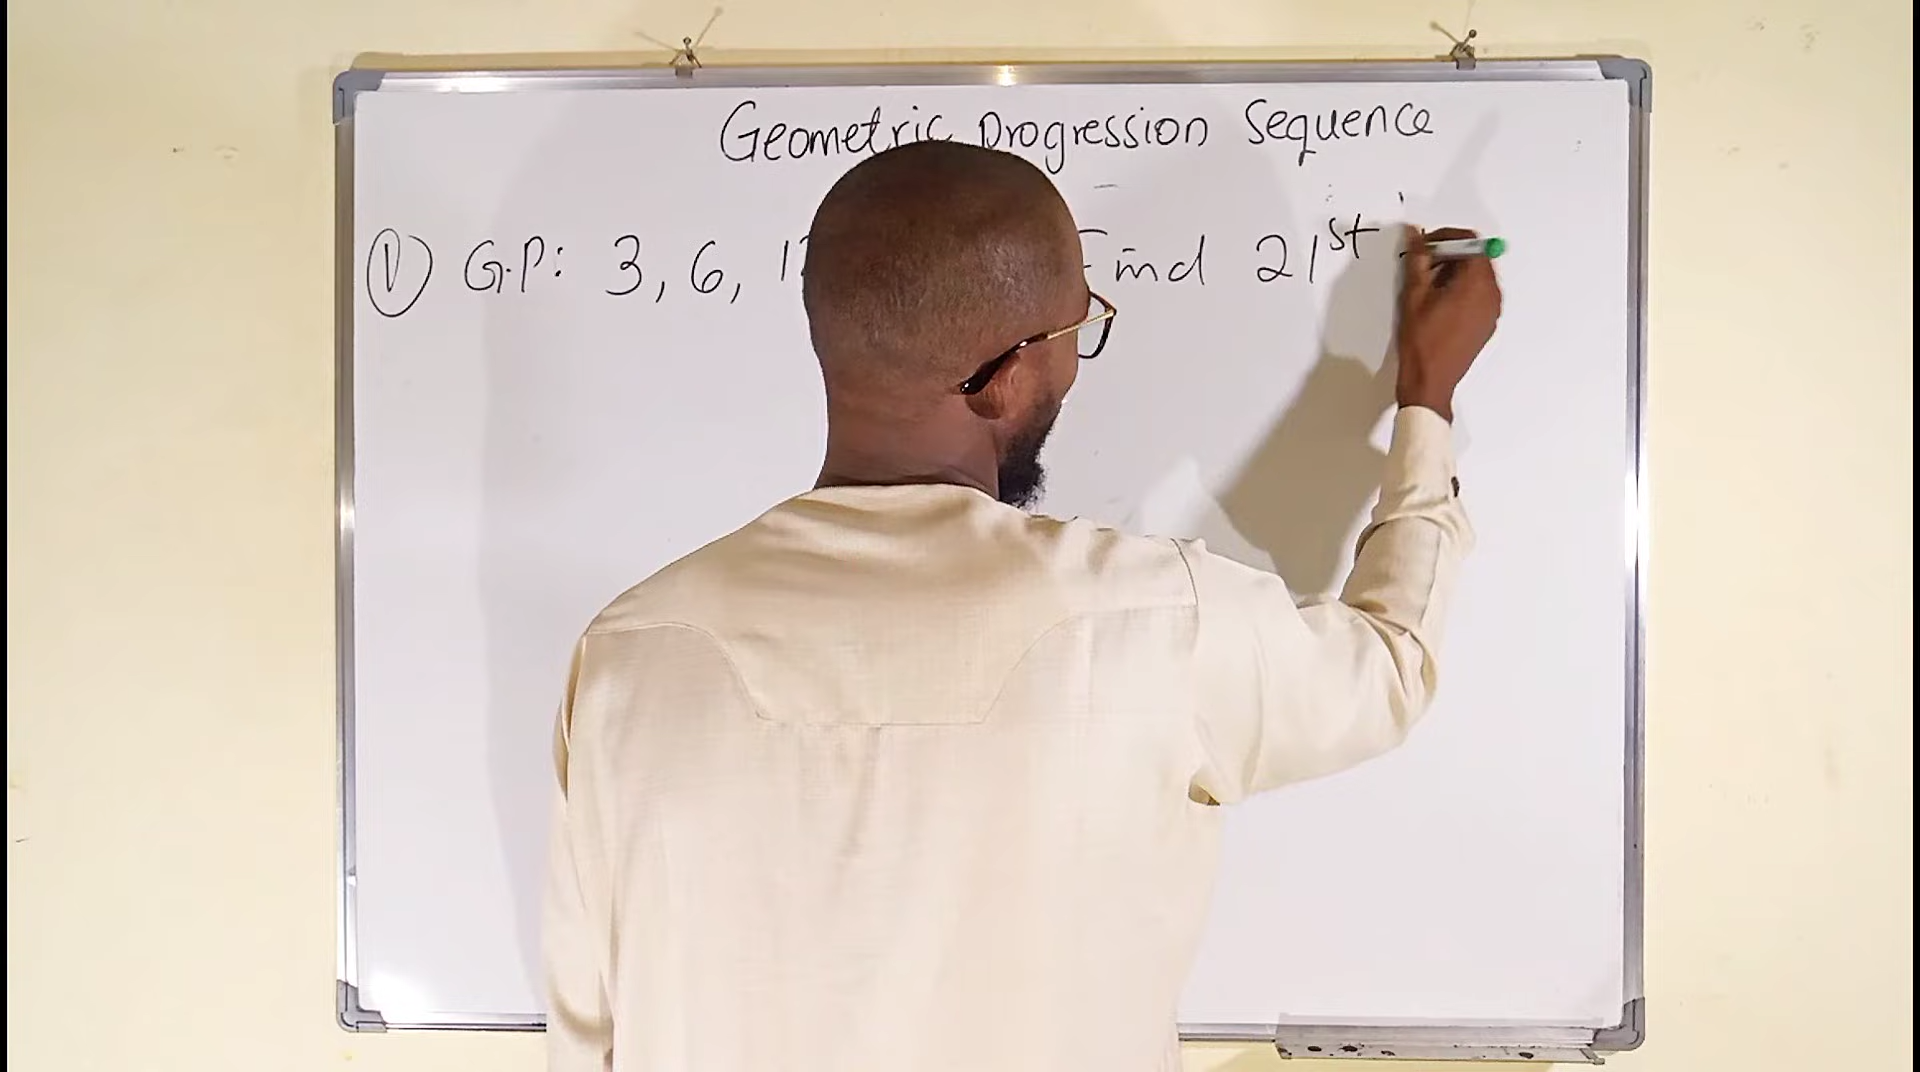 Geometric progression sequence
① G.P: 3, 6, Find 21st